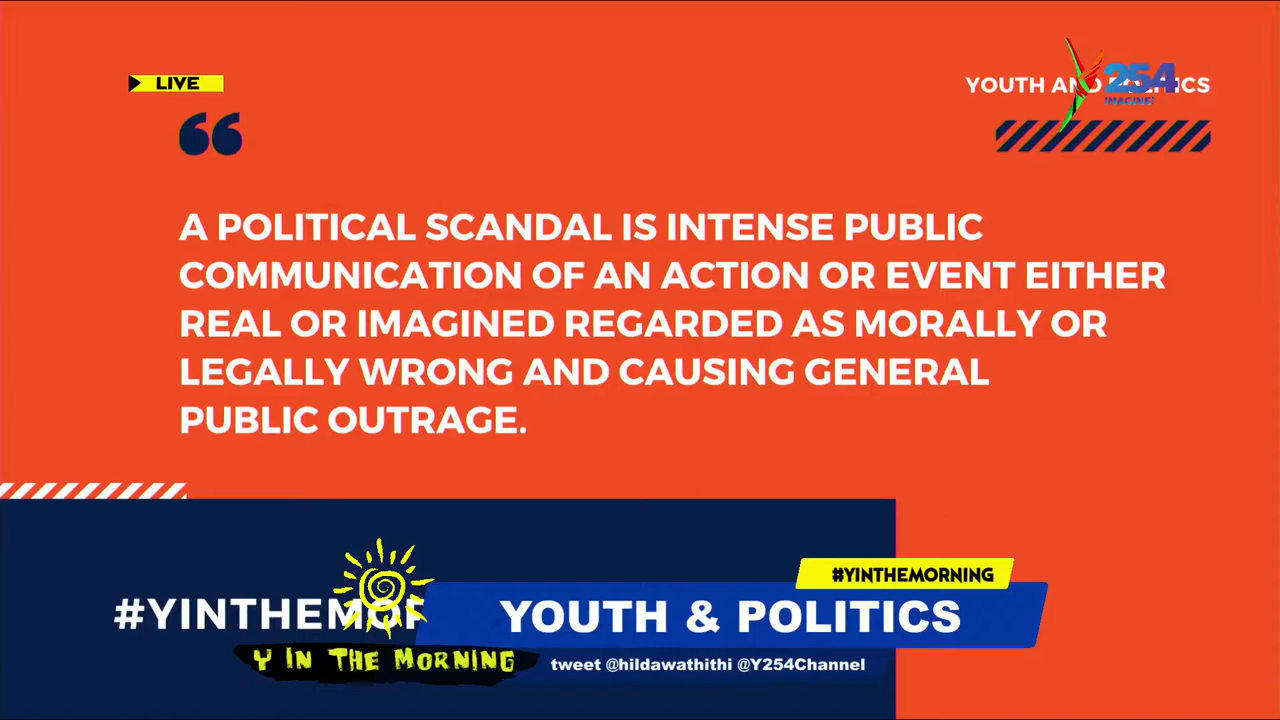 LIVE
YOUTH AND POLITICS
254
IMAGINE!
A POLITICAL SCANDAL IS INTENSE PUBLIC
COMMUNICATION OF AN ACTION OR EVENT EITHER
REAL OR IMAGINED REGARDED AS MORALLY OR
LEGALLY WRONG AND CAUSING GENERAL
PUBLIC OUTRAGE.
#YINTHEMORNING
#YINTHEMOR
YOUTH & POLITICS
Y IN THE MORNING
tweet @hildawathithi @Y254Channel